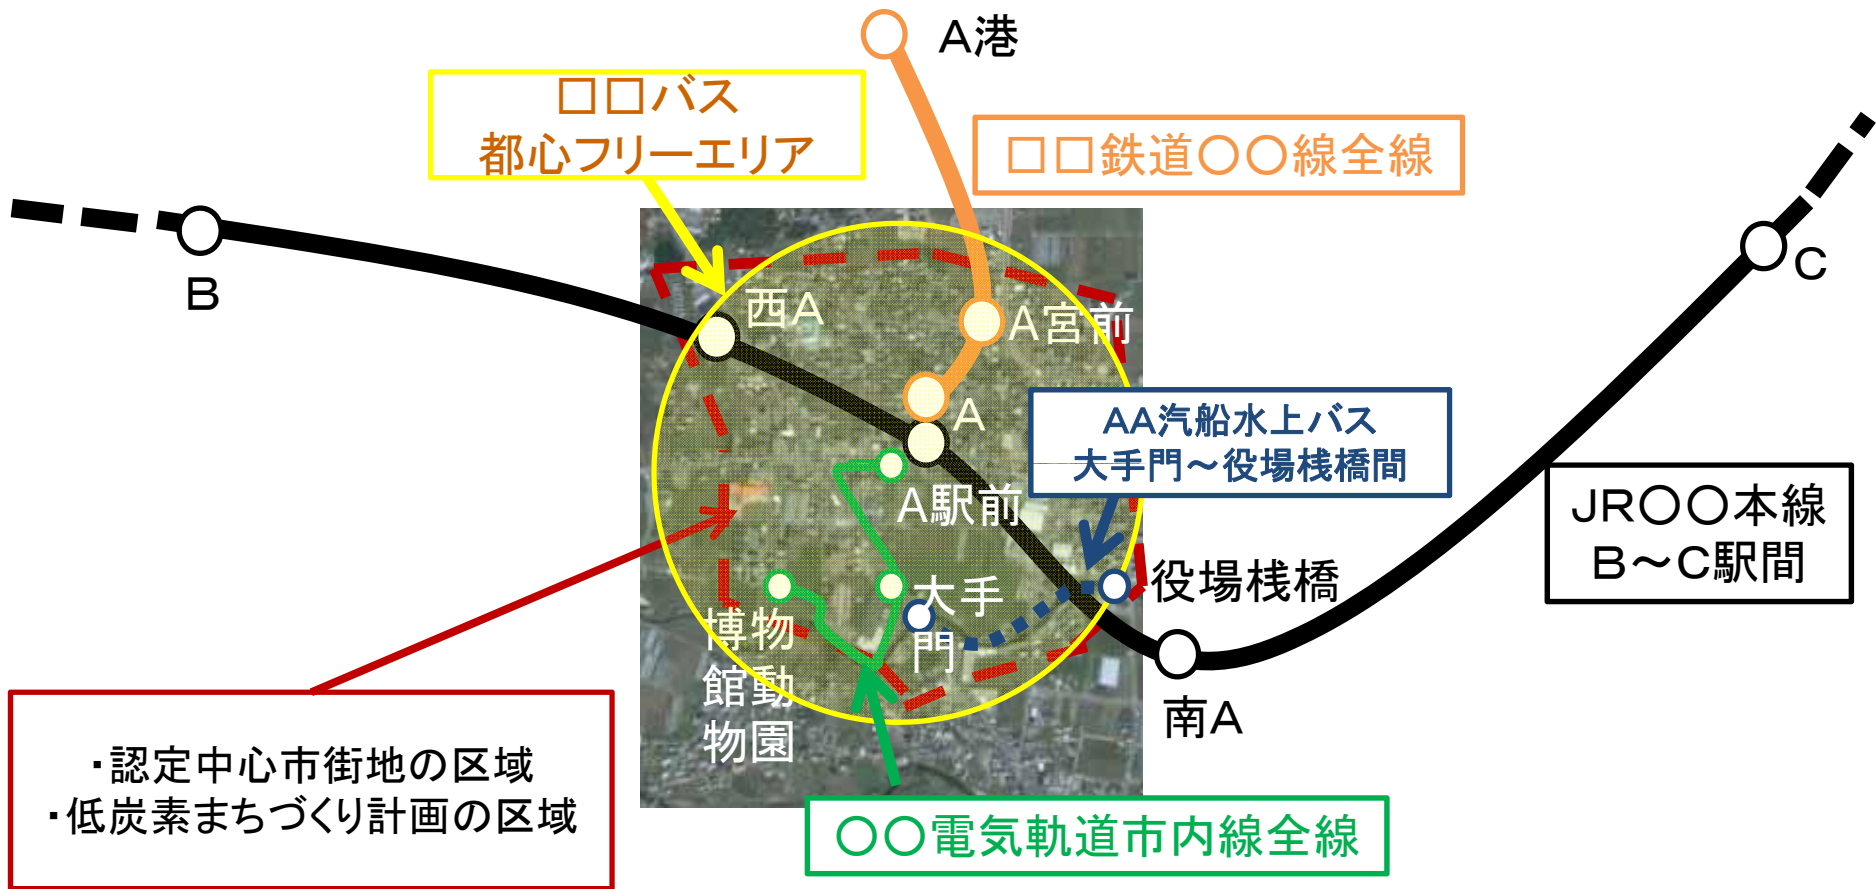 A港
□□バス
都心フリーエリア
□□鉄道〇〇線全線
B
C
西A
A宮前
A
AA汽船水上バス
大手門～役場桟橋間
A駅前
JR〇〇本線
B～C駅間
役場桟橋
大手
門
博物
館動
物園
南A
・認定中心市街地の区域
・低炭素まちづくり計画の区域
〇〇電気軌道市内線全線